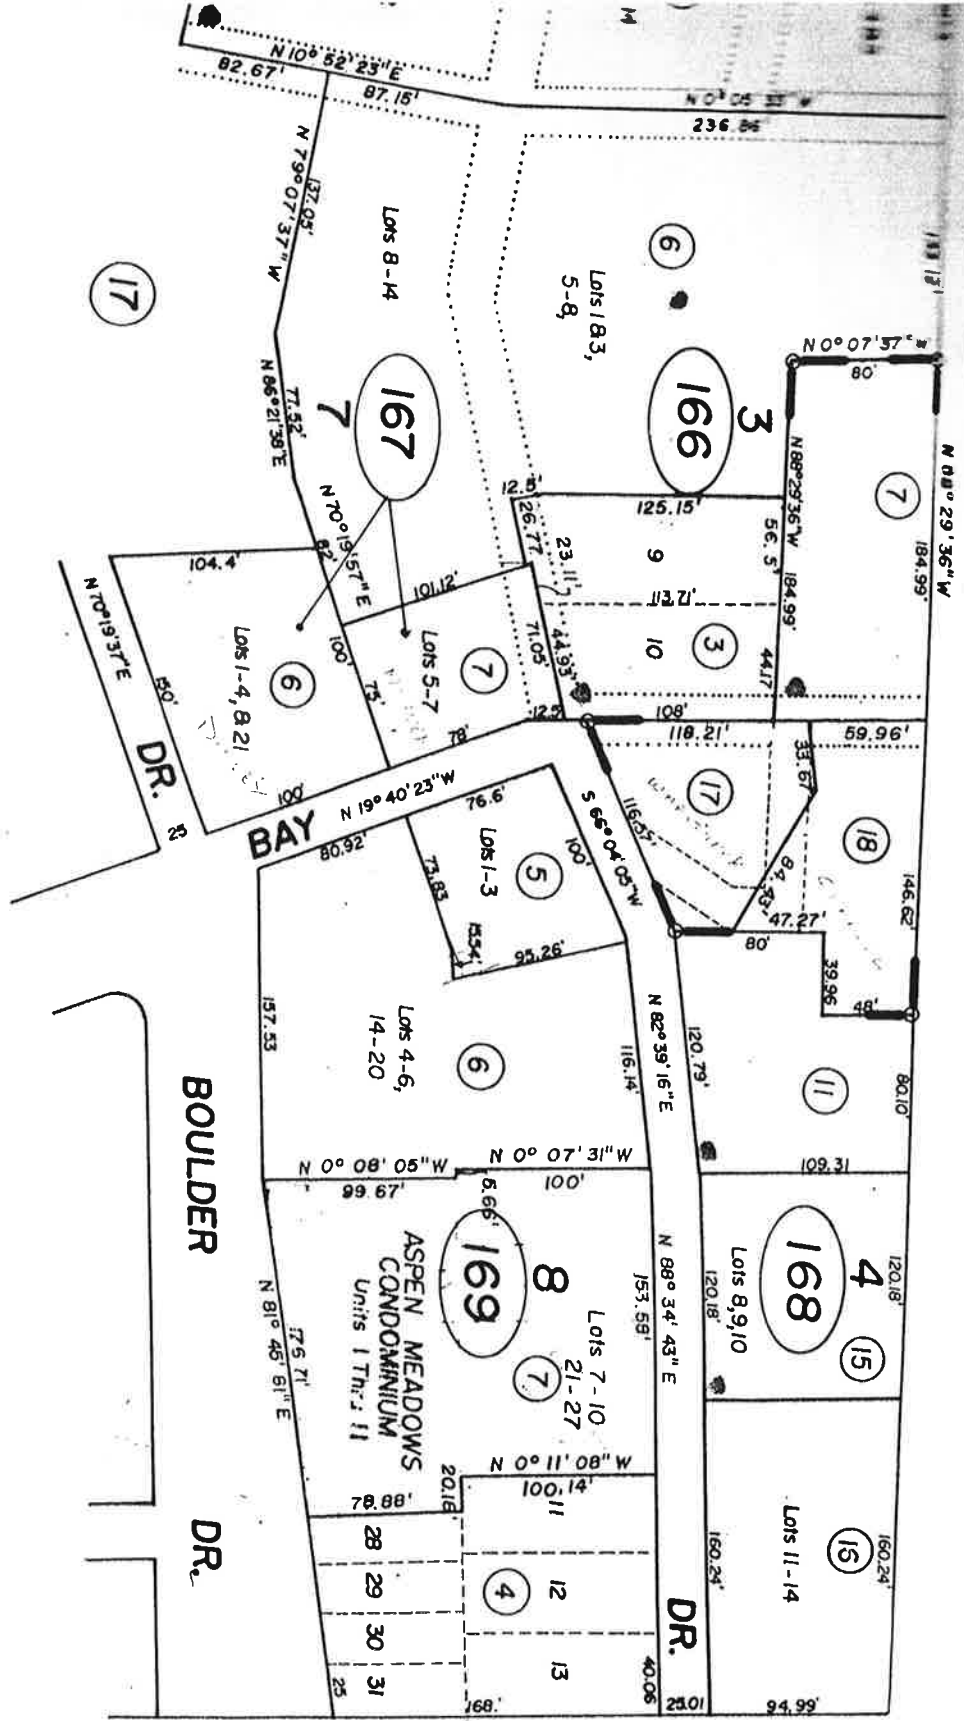 M
N 10° 52' 23" E
82.67'
87.15'
236.86
N 79° 07' 37" W
137.05'
Lots 8-14
6
Lots 1 & 3,
5-8,
N 0° 07' 37" W
80'
N 88° 29' 36" W
184.99'
7
17
167
7
166
3
N 88° 29' 36" W
184.99'
56.5'
77.52'
N 86° 21' 38" E
N 70° 19' 57" E
82'
12.5'
26.77
125.15'
23.11'
9
113.71'
10
3
44.17
104.4'
101.12'
71.05'
44.93'
Lots 5-7
7
100'
75'
Lots 1-4, & 21
6
N 70° 19' 37" E
150'
DR.
25
100'
78'
12.5'
108'
118.21'
59.96'
33.67'
17
116.55'
84.43'
18
146.62'
N 19° 40' 23" W
BAY
80.92'
76.6'
S 66° 04' 05" W
100'
Lots 1-3
5
73.83
15.54'
95.26'
47.27'
80'
39.96
48'
157.53
Lots 4-6,
14-20
6
116.14'
N 82° 39' 16" E
120.79'
11
80.10'
109.31
N 0° 08' 05" W
99.67'
N 0° 07' 31" W
100'
5.66'
BOULDER
DR.
N 81° 45' 61" E
176.71'
ASPEN MEADOWS
CONDOMINIUM
Units 1 Thru 11
169
8
Lots 7-10
21-27
7
153.58'
N 88° 34' 43" E
120.18'
Lots 8,9,10
168
4
15
120.18'
N 0° 11' 08" W
100.14'
20.18'
78.88'
28
29
30
31
25
11
12
13
4
168.'
40.06
DR.
25.01
160.24'
Lots 11-14
16
160.24'
94.99'